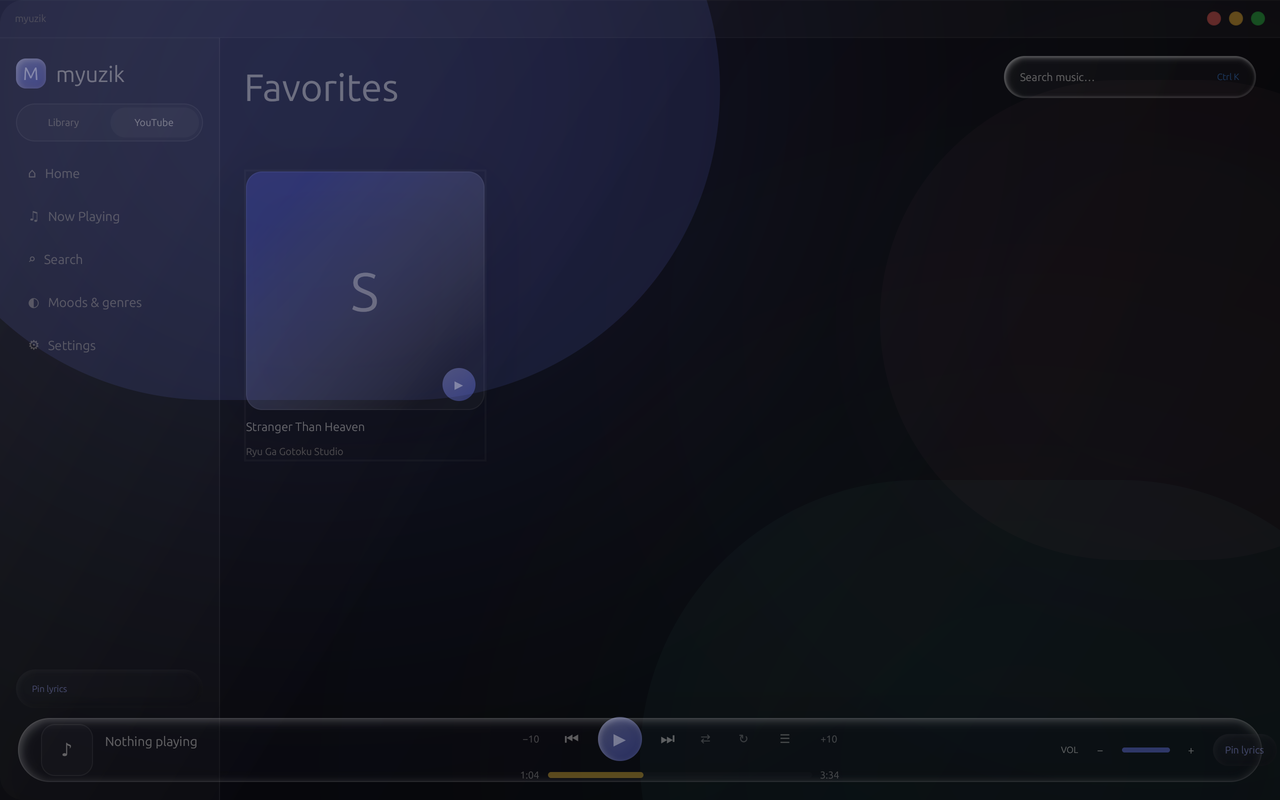 myuzik
M myuzik
Library YouTube
Home
Now Playing
Search
Moods & genres
Settings
Pin lyrics
Favorites
Search music... Ctrl K
S
Stranger Than Heaven
Ryu Ga Gotoku Studio
Nothing playing
−10 +10
1:04 3:34
VOL − +
Pin lyrics